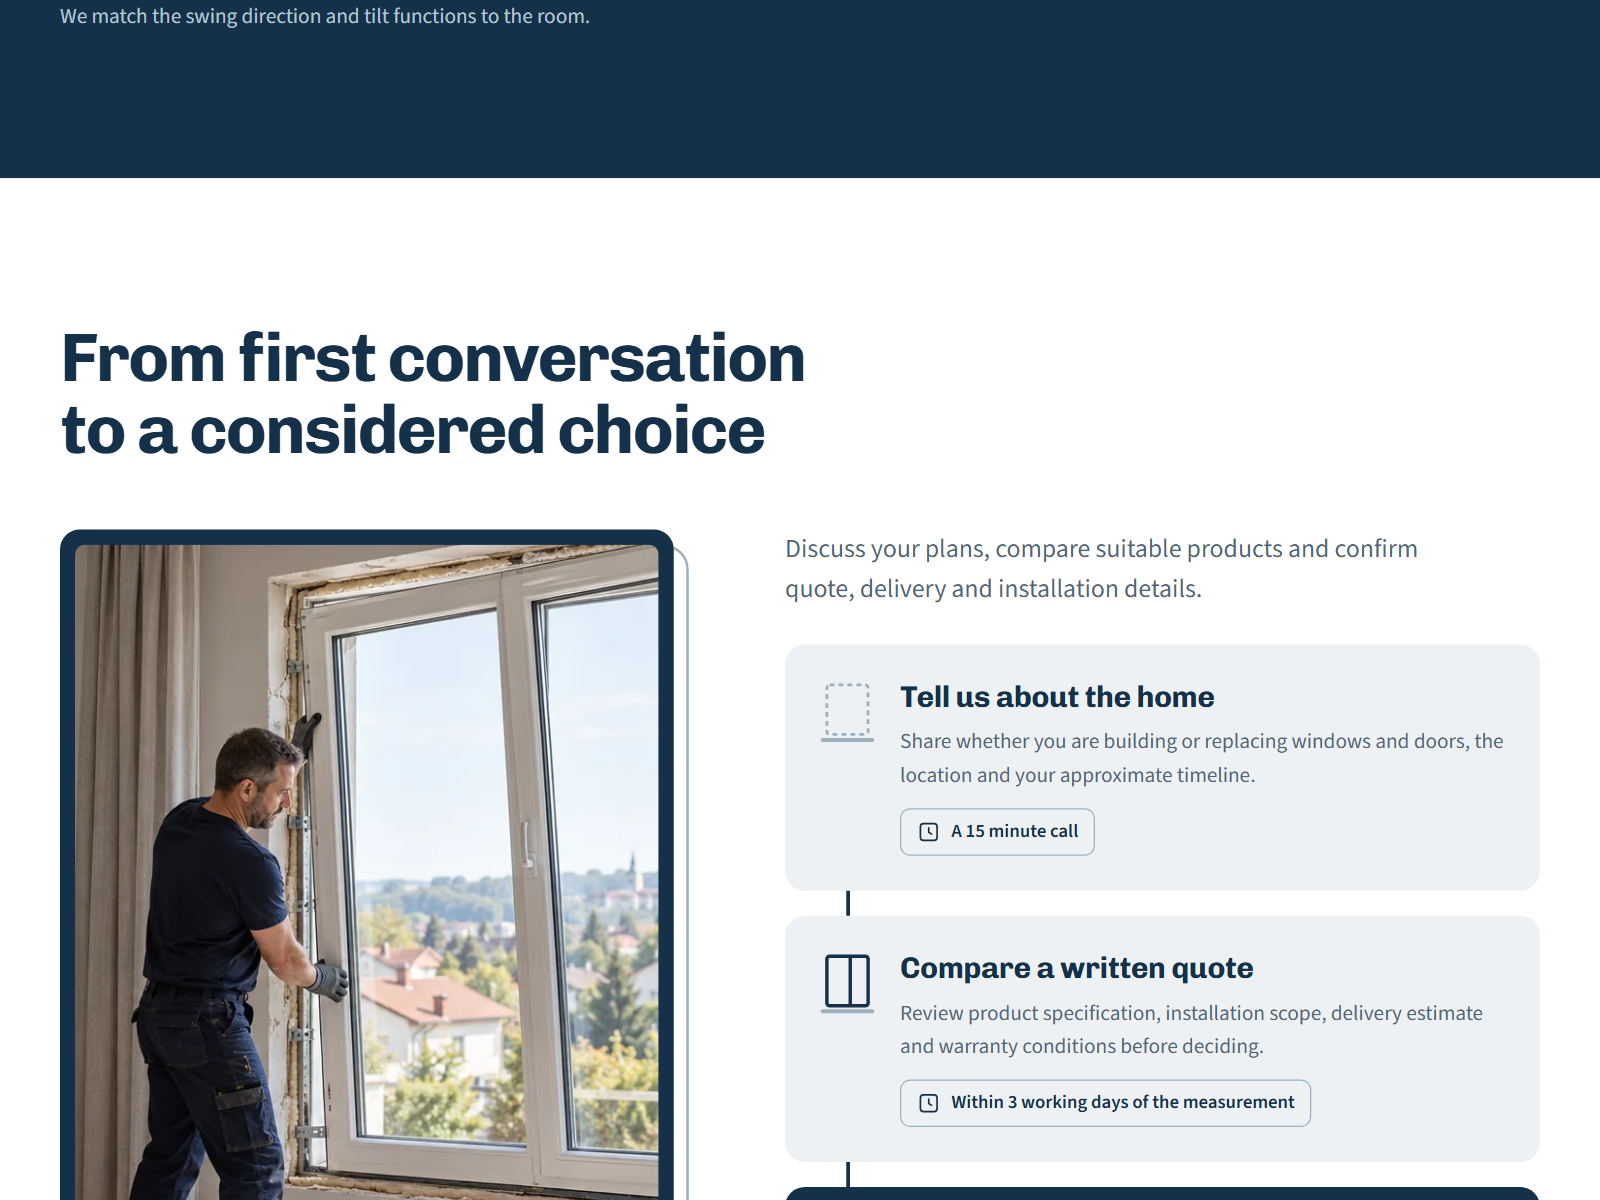 We match the swing direction and tilt functions to the room.
From first conversation
to a considered choice
Discuss your plans, compare suitable products and confirm
quote, delivery and installation details.
Tell us about the home
Share whether you are building or replacing windows and doors, the
location and your approximate timeline.
A 15 minute call
Compare a written quote
Review product specification, installation scope, delivery estimate
and warranty conditions before deciding.
Within 3 working days of the measurement